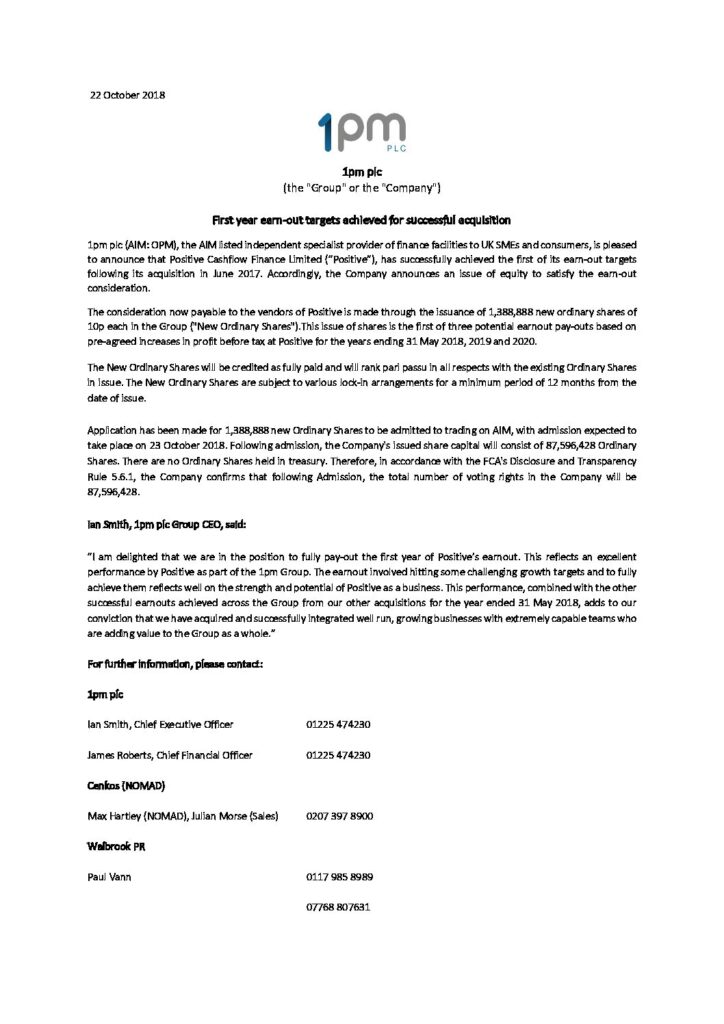 22 October 2018
1pm
PLC
1pm plc
(the "Group" or the "Company")
First year earn-out targets achieved for successful acquisition
1pm plc (AIM: OPM), the AIM listed independent specialist provider of finance facilities to UK SMEs and consumers, is pleased
to announce that Positive Cashflow Finance Limited (“Positive”), has successfully achieved the first of its earn-out targets
following its acquisition in June 2017. Accordingly, the Company announces an issue of equity to satisfy the earn-out
consideration.
The consideration now payable to the vendors of Positive is made through the issuance of 1,388,888 new ordinary shares of
10p each in the Group ("New Ordinary Shares").This issue of shares is the first of three potential earnout pay-outs based on
pre-agreed increases in profit before tax at Positive for the years ending 31 May 2018, 2019 and 2020.
The New Ordinary Shares will be credited as fully paid and will rank pari passu in all respects with the existing Ordinary Shares
in issue. The New Ordinary Shares are subject to various lock-in arrangements for a minimum period of 12 months from the
date of issue.
Application has been made for 1,388,888 new Ordinary Shares to be admitted to trading on AIM, with admission expected to
take place on 23 October 2018. Following admission, the Company's issued share capital will consist of 87,596,428 Ordinary
Shares. There are no Ordinary Shares held in treasury. Therefore, in accordance with the FCA's Disclosure and Transparency
Rule 5.6.1, the Company confirms that following Admission, the total number of voting rights in the Company will be
87,596,428.
Ian Smith, 1pm plc Group CEO, said:
“I am delighted that we are in the position to fully pay-out the first year of Positive’s earnout. This reflects an excellent
performance by Positive as part of the 1pm Group. The earnout involved hitting some challenging growth targets and to fully
achieve them reflects well on the strength and potential of Positive as a business. This performance, combined with the other
successful earnouts achieved across the Group from our other acquisitions for the year ended 31 May 2018, adds to our
conviction that we have acquired and successfully integrated well run, growing businesses with extremely capable teams who
are adding value to the Group as a whole.”
For further information, please contact:
1pm plc
Ian Smith, Chief Executive Officer 01225 474230
James Roberts, Chief Financial Officer 01225 474230
Cenkos (NOMAD)
Max Hartley (NOMAD), Julian Morse (Sales) 0207 397 8900
Walbrook PR
Paul Vann 0117 985 8989
07768 807631